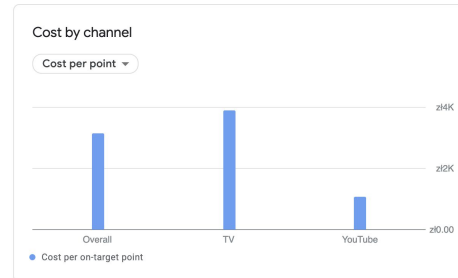 Cost by channel
Cost per point
zł4K
zł2K
zł0.00
Overall TV YouTube
Cost per on-target point